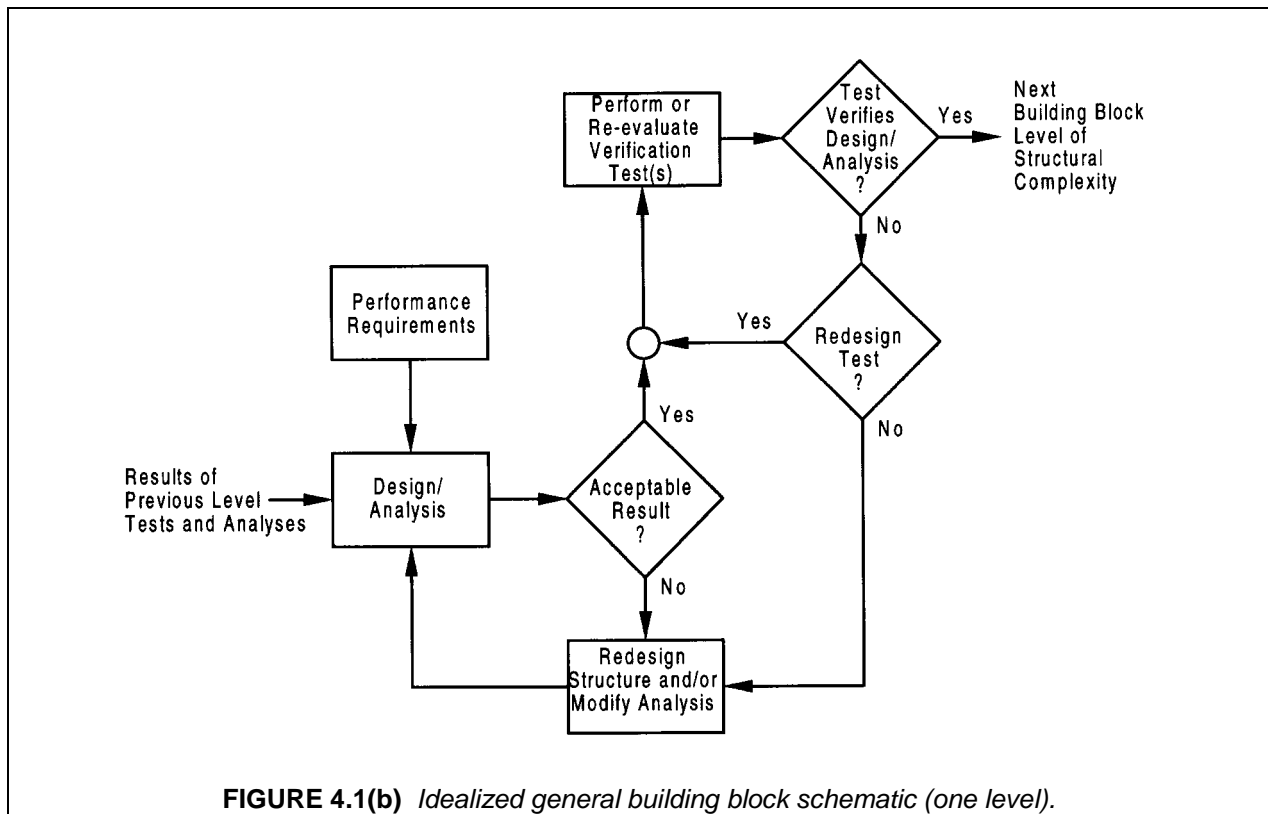 Perform or
Re-evaluate
Verification
Test(s)
Test
Verifies
Design/
Analysis
?
Yes
Next
Building Block
Level of
Structural
Complexity
No
Performance
Requirements
Yes
Redesign
Test
?
No
Yes
Results of
Previous Level
Tests and Analyses
Design/
Analysis
Acceptable
Result
?
No
Redesign
Structure and/or
Modify Analysis
FIGURE 4.1(b) Idealized general building block schematic (one level).